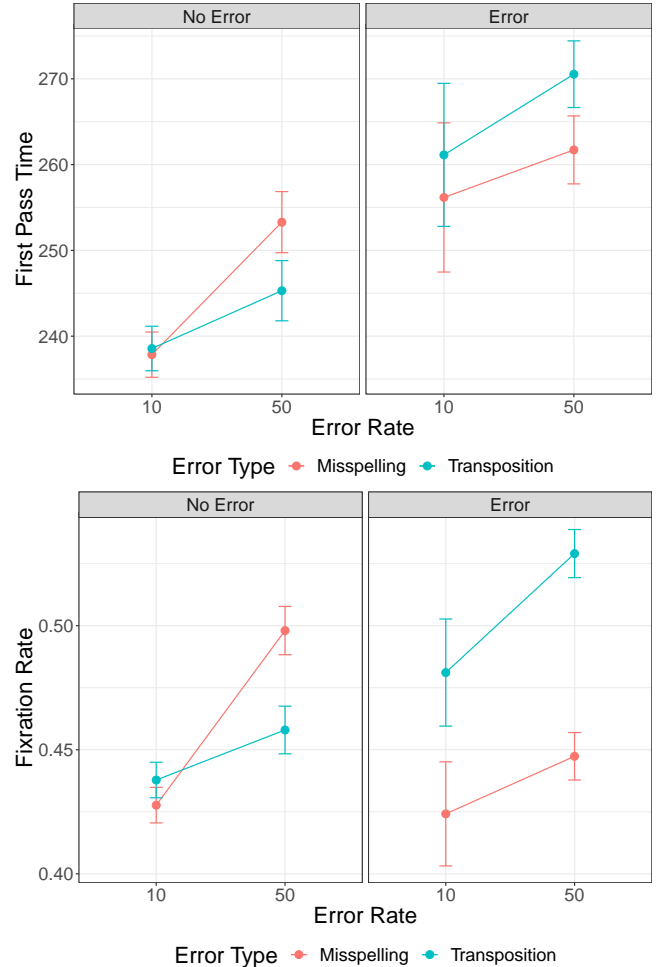 No Error Error
First Pass Time
270
260
250
240
10 50 10 50
Error Rate
Error Type Misspelling Transposition
No Error Error
Fixration Rate
0.50
0.45
0.40
10 50 10 50
Error Rate
Error Type Misspelling Transposition